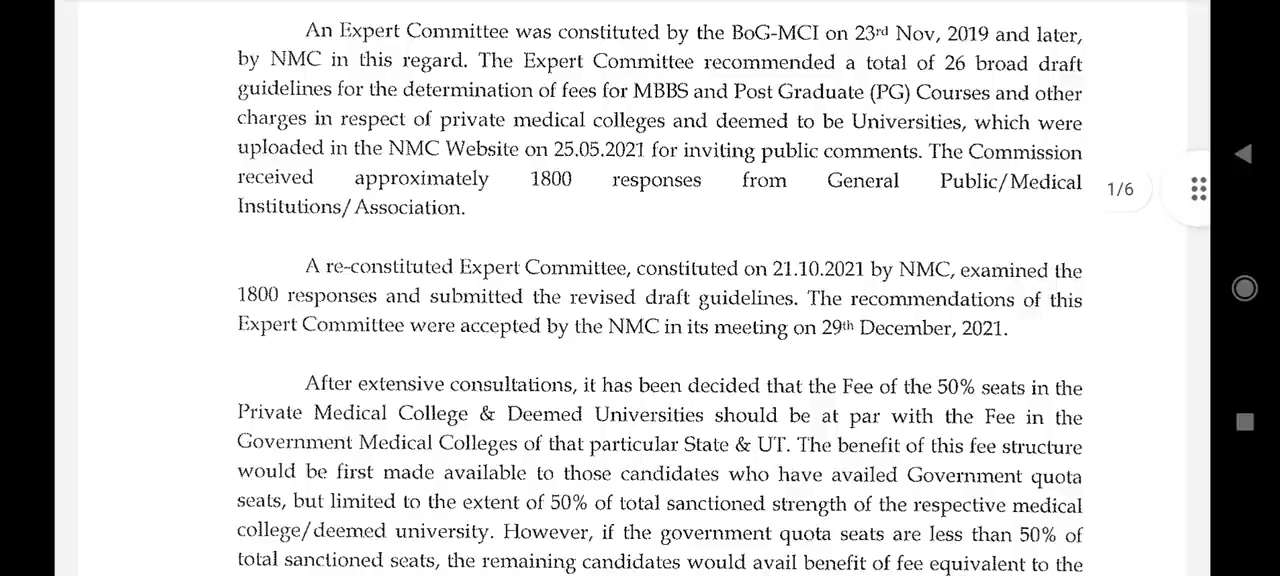 An Expert Committee was constituted by the BoG-MCI on 23rd Nov, 2019 and later,
by NMC in this regard. The Expert Committee recommended a total of 26 broad draft
guidelines for the determination of fees for MBBS and Post Graduate (PG) Courses and other
charges in respect of private medical colleges and deemed to be Universities, which were
uploaded in the NMC Website on 25.05.2021 for inviting public comments. The Commission
received approximately 1800 responses from General Public/Medical
Institutions/Association.
1/6
A re-constituted Expert Committee, constituted on 21.10.2021 by NMC, examined the
1800 responses and submitted the revised draft guidelines. The recommendations of this
Expert Committee were accepted by the NMC in its meeting on 29th December, 2021.
After extensive consultations, it has been decided that the Fee of the 50% seats in the
Private Medical College & Deemed Universities should be at par with the Fee in the
Government Medical Colleges of that particular State & UT. The benefit of this fee structure
would be first made available to those candidates who have availed Government quota
seats, but limited to the extent of 50% of total sanctioned strength of the respective medical
college/deemed university. However, if the government quota seats are less than 50% of
total sanctioned seats, the remaining candidates would avail benefit of fee equivalent to the